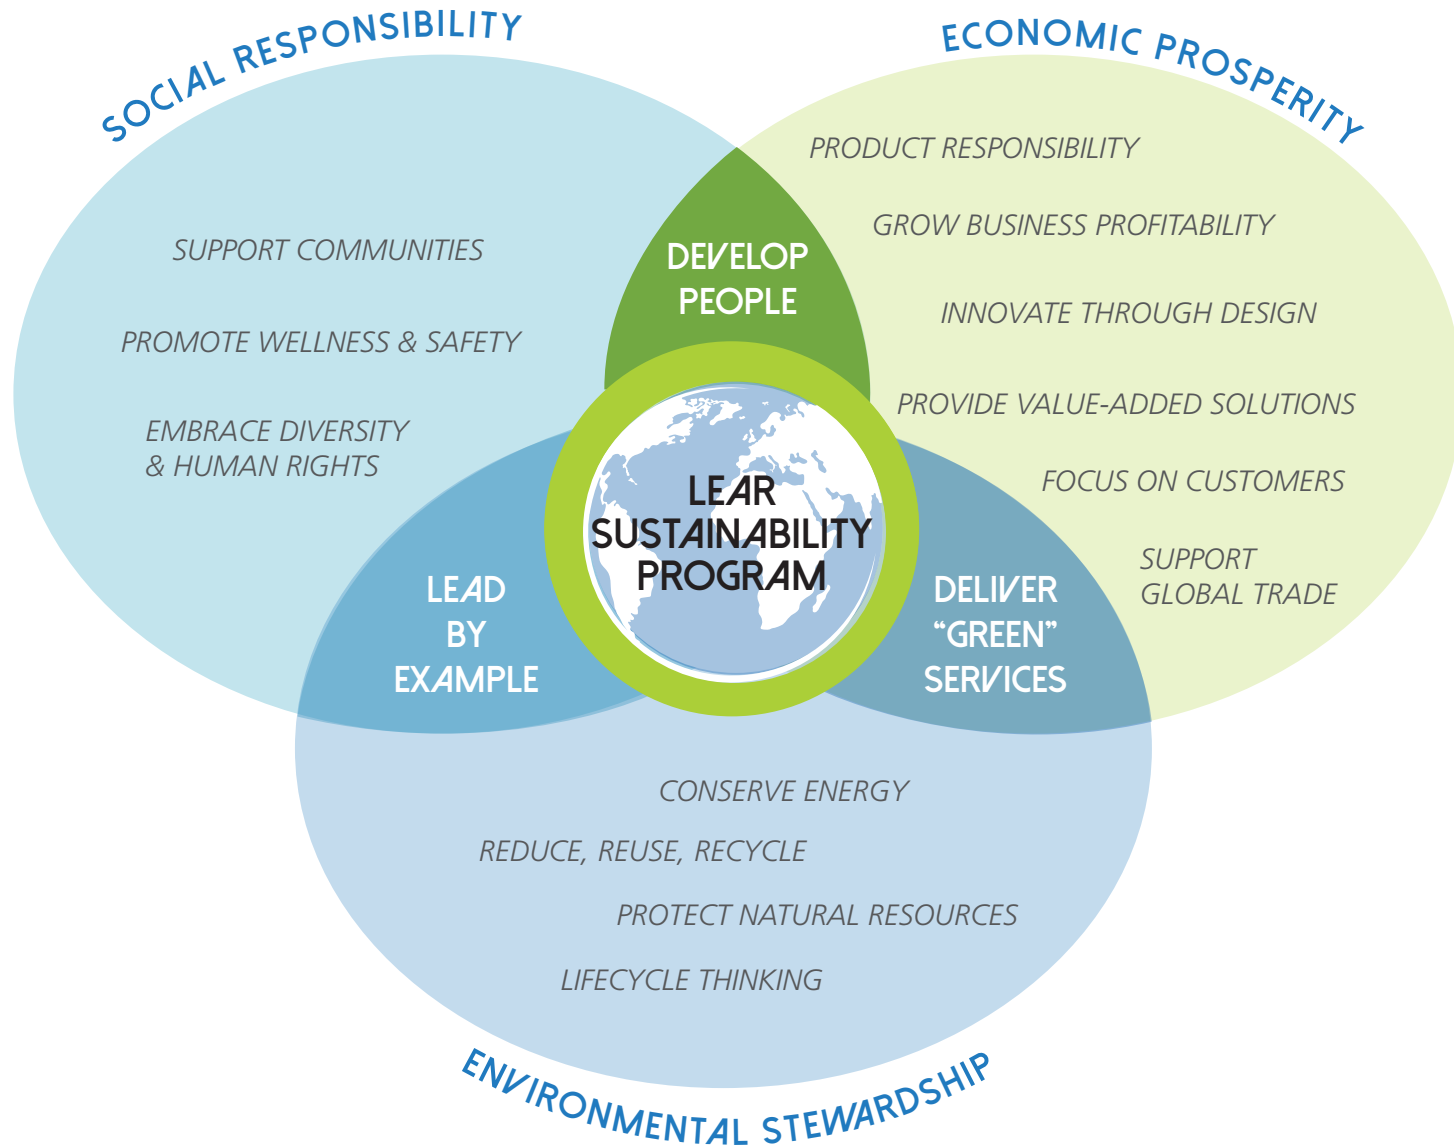 SOCIAL RESPONSIBILITY
ECONOMIC PROSPERITY
SUPPORT COMMUNITIES
PROMOTE WELLNESS & SAFETY
EMBRACE DIVERSITY
& HUMAN RIGHTS
DEVELOP
PEOPLE
PRODUCT RESPONSIBILITY
GROW BUSINESS PROFITABILITY
INNOVATE THROUGH DESIGN
PROVIDE VALUE-ADDED SOLUTIONS
FOCUS ON CUSTOMERS
SUPPORT
GLOBAL TRADE
LEAR
SUSTAINABILITY
PROGRAM
LEAD
BY
EXAMPLE
DELIVER
“GREEN”
SERVICES
CONSERVE ENERGY
REDUCE, REUSE, RECYCLE
PROTECT NATURAL RESOURCES
LIFECYCLE THINKING
ENVIRONMENTAL STEWARDSHIP